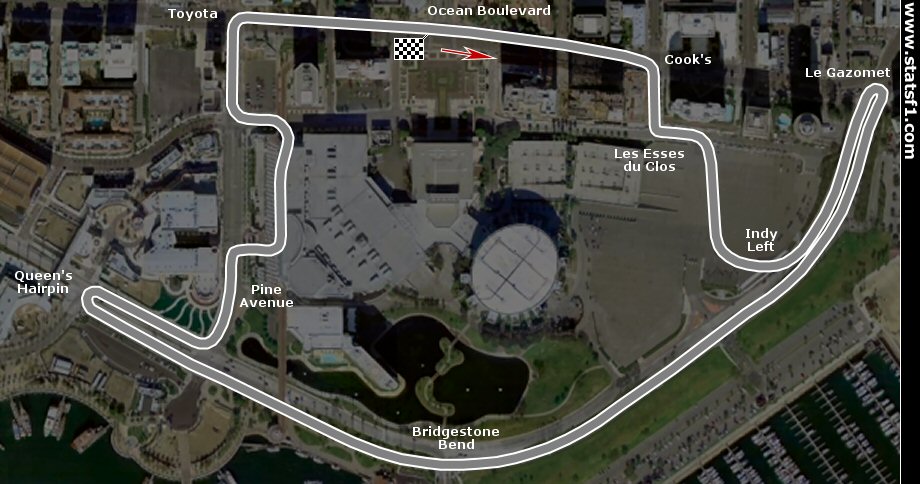 Toyota
Ocean Boulevard
Cook's
Le Gazomet
www.statsf1.com
Les Esses
du Clos
Indy
Left
Queen's
Hairpin
Pine
Avenue
Bridgestone
Bend